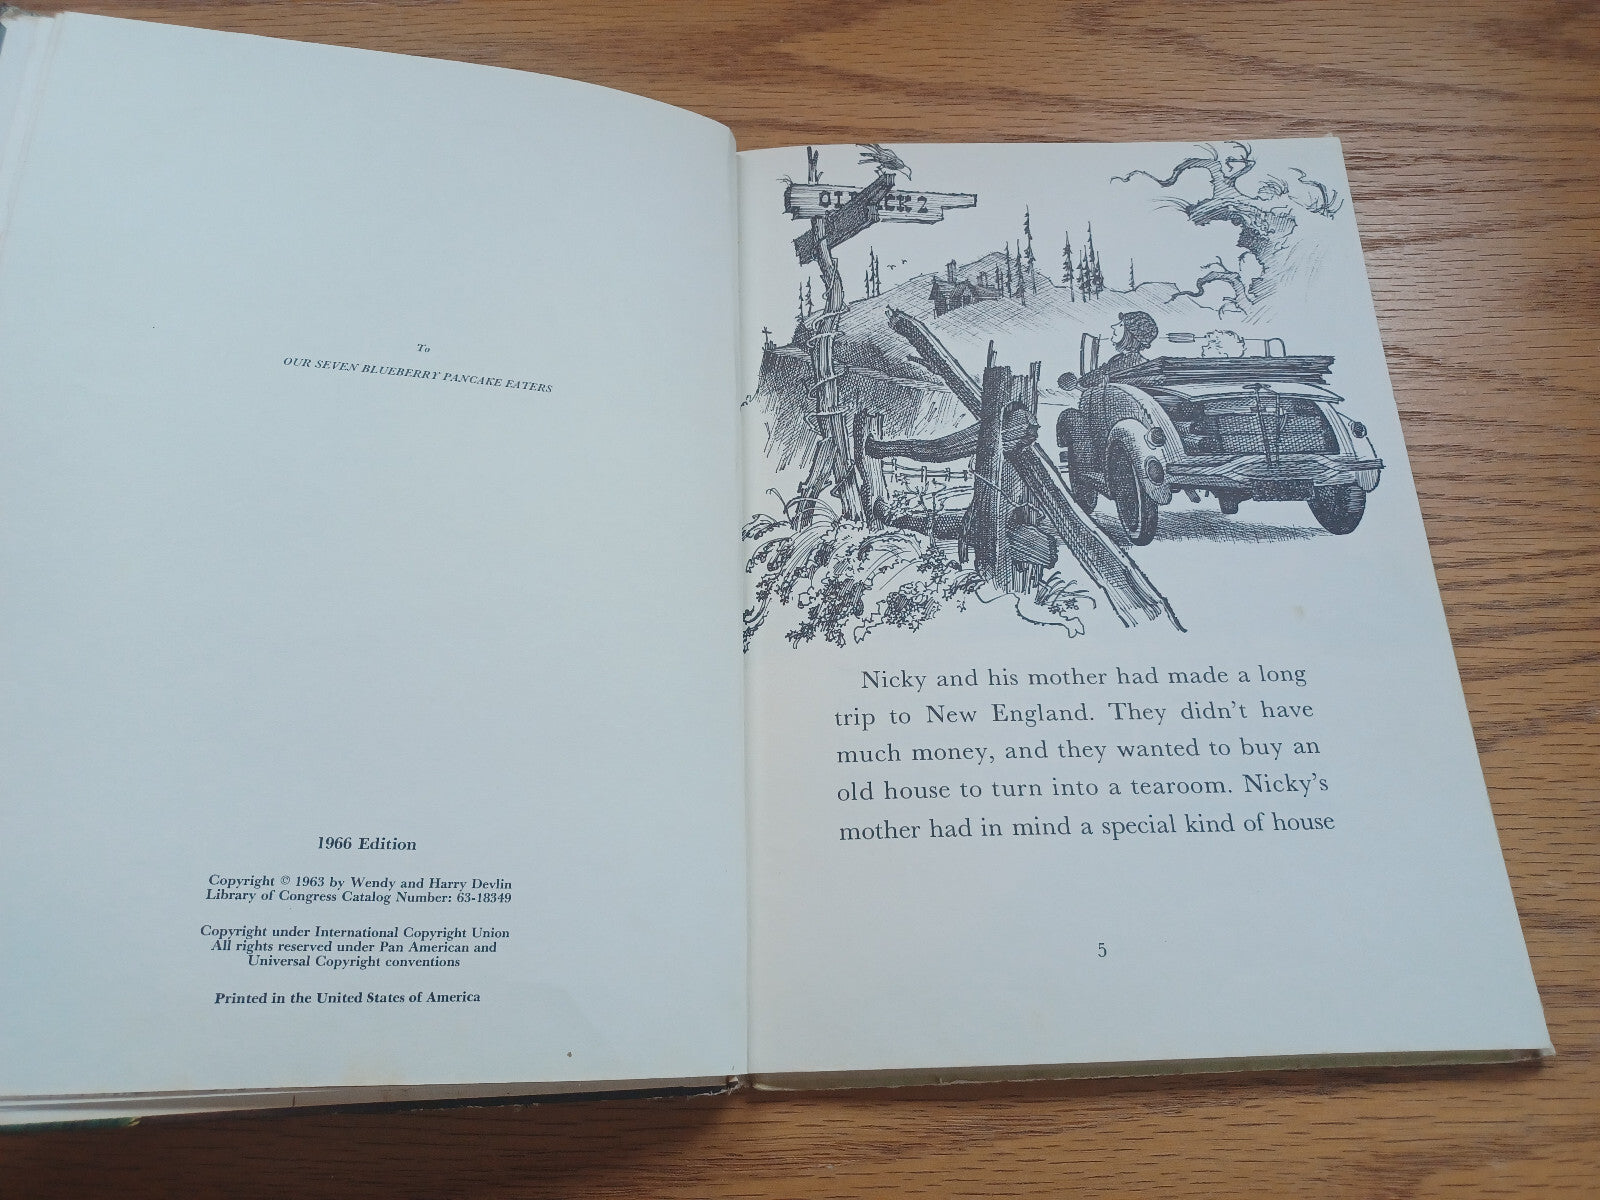 To
OUR SEVEN BLUEBERRY PANCAKE EATERS
1966 Edition
Copyright © 1963 by Wendy and Harry Devlin
Library of Congress Catalog Number: 63-18349
Copyright under International Copyright Union
All rights reserved under Pan American and
Universal Copyright conventions
Printed in the United States of America
4
2
Nicky and his mother had made a long
trip to New England. They didn't have
much money, and they wanted to buy an
old house to turn into a tearoom. Nicky's
mother had in mind a special kind of house
5